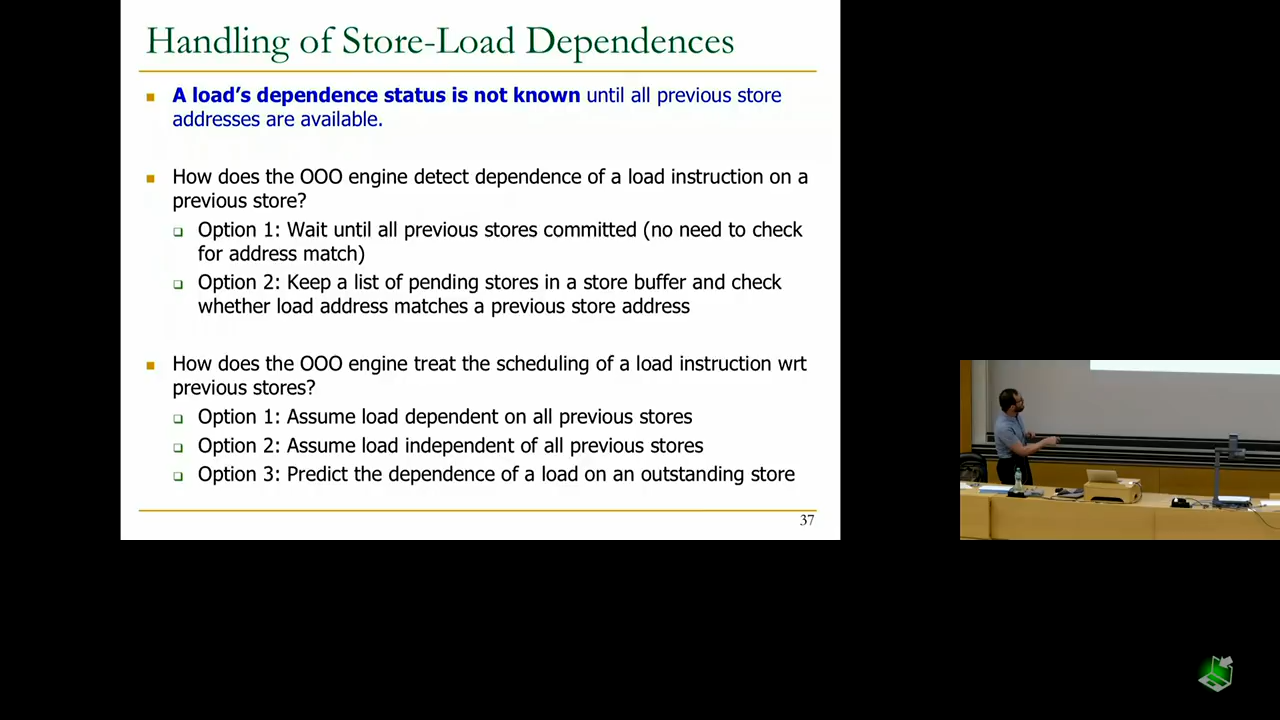 Handling of Store-Load Dependences
A load's dependence status is not known until all previous store
addresses are available.
How does the OOO engine detect dependence of a load instruction on a
previous store?
Option 1: Wait until all previous stores committed (no need to check
for address match)
Option 2: Keep a list of pending stores in a store buffer and check
whether load address matches a previous store address
How does the OOO engine treat the scheduling of a load instruction wrt
previous stores?
Option 1: Assume load dependent on all previous stores
Option 2: Assume load independent of all previous stores
Option 3: Predict the dependence of a load on an outstanding store
37